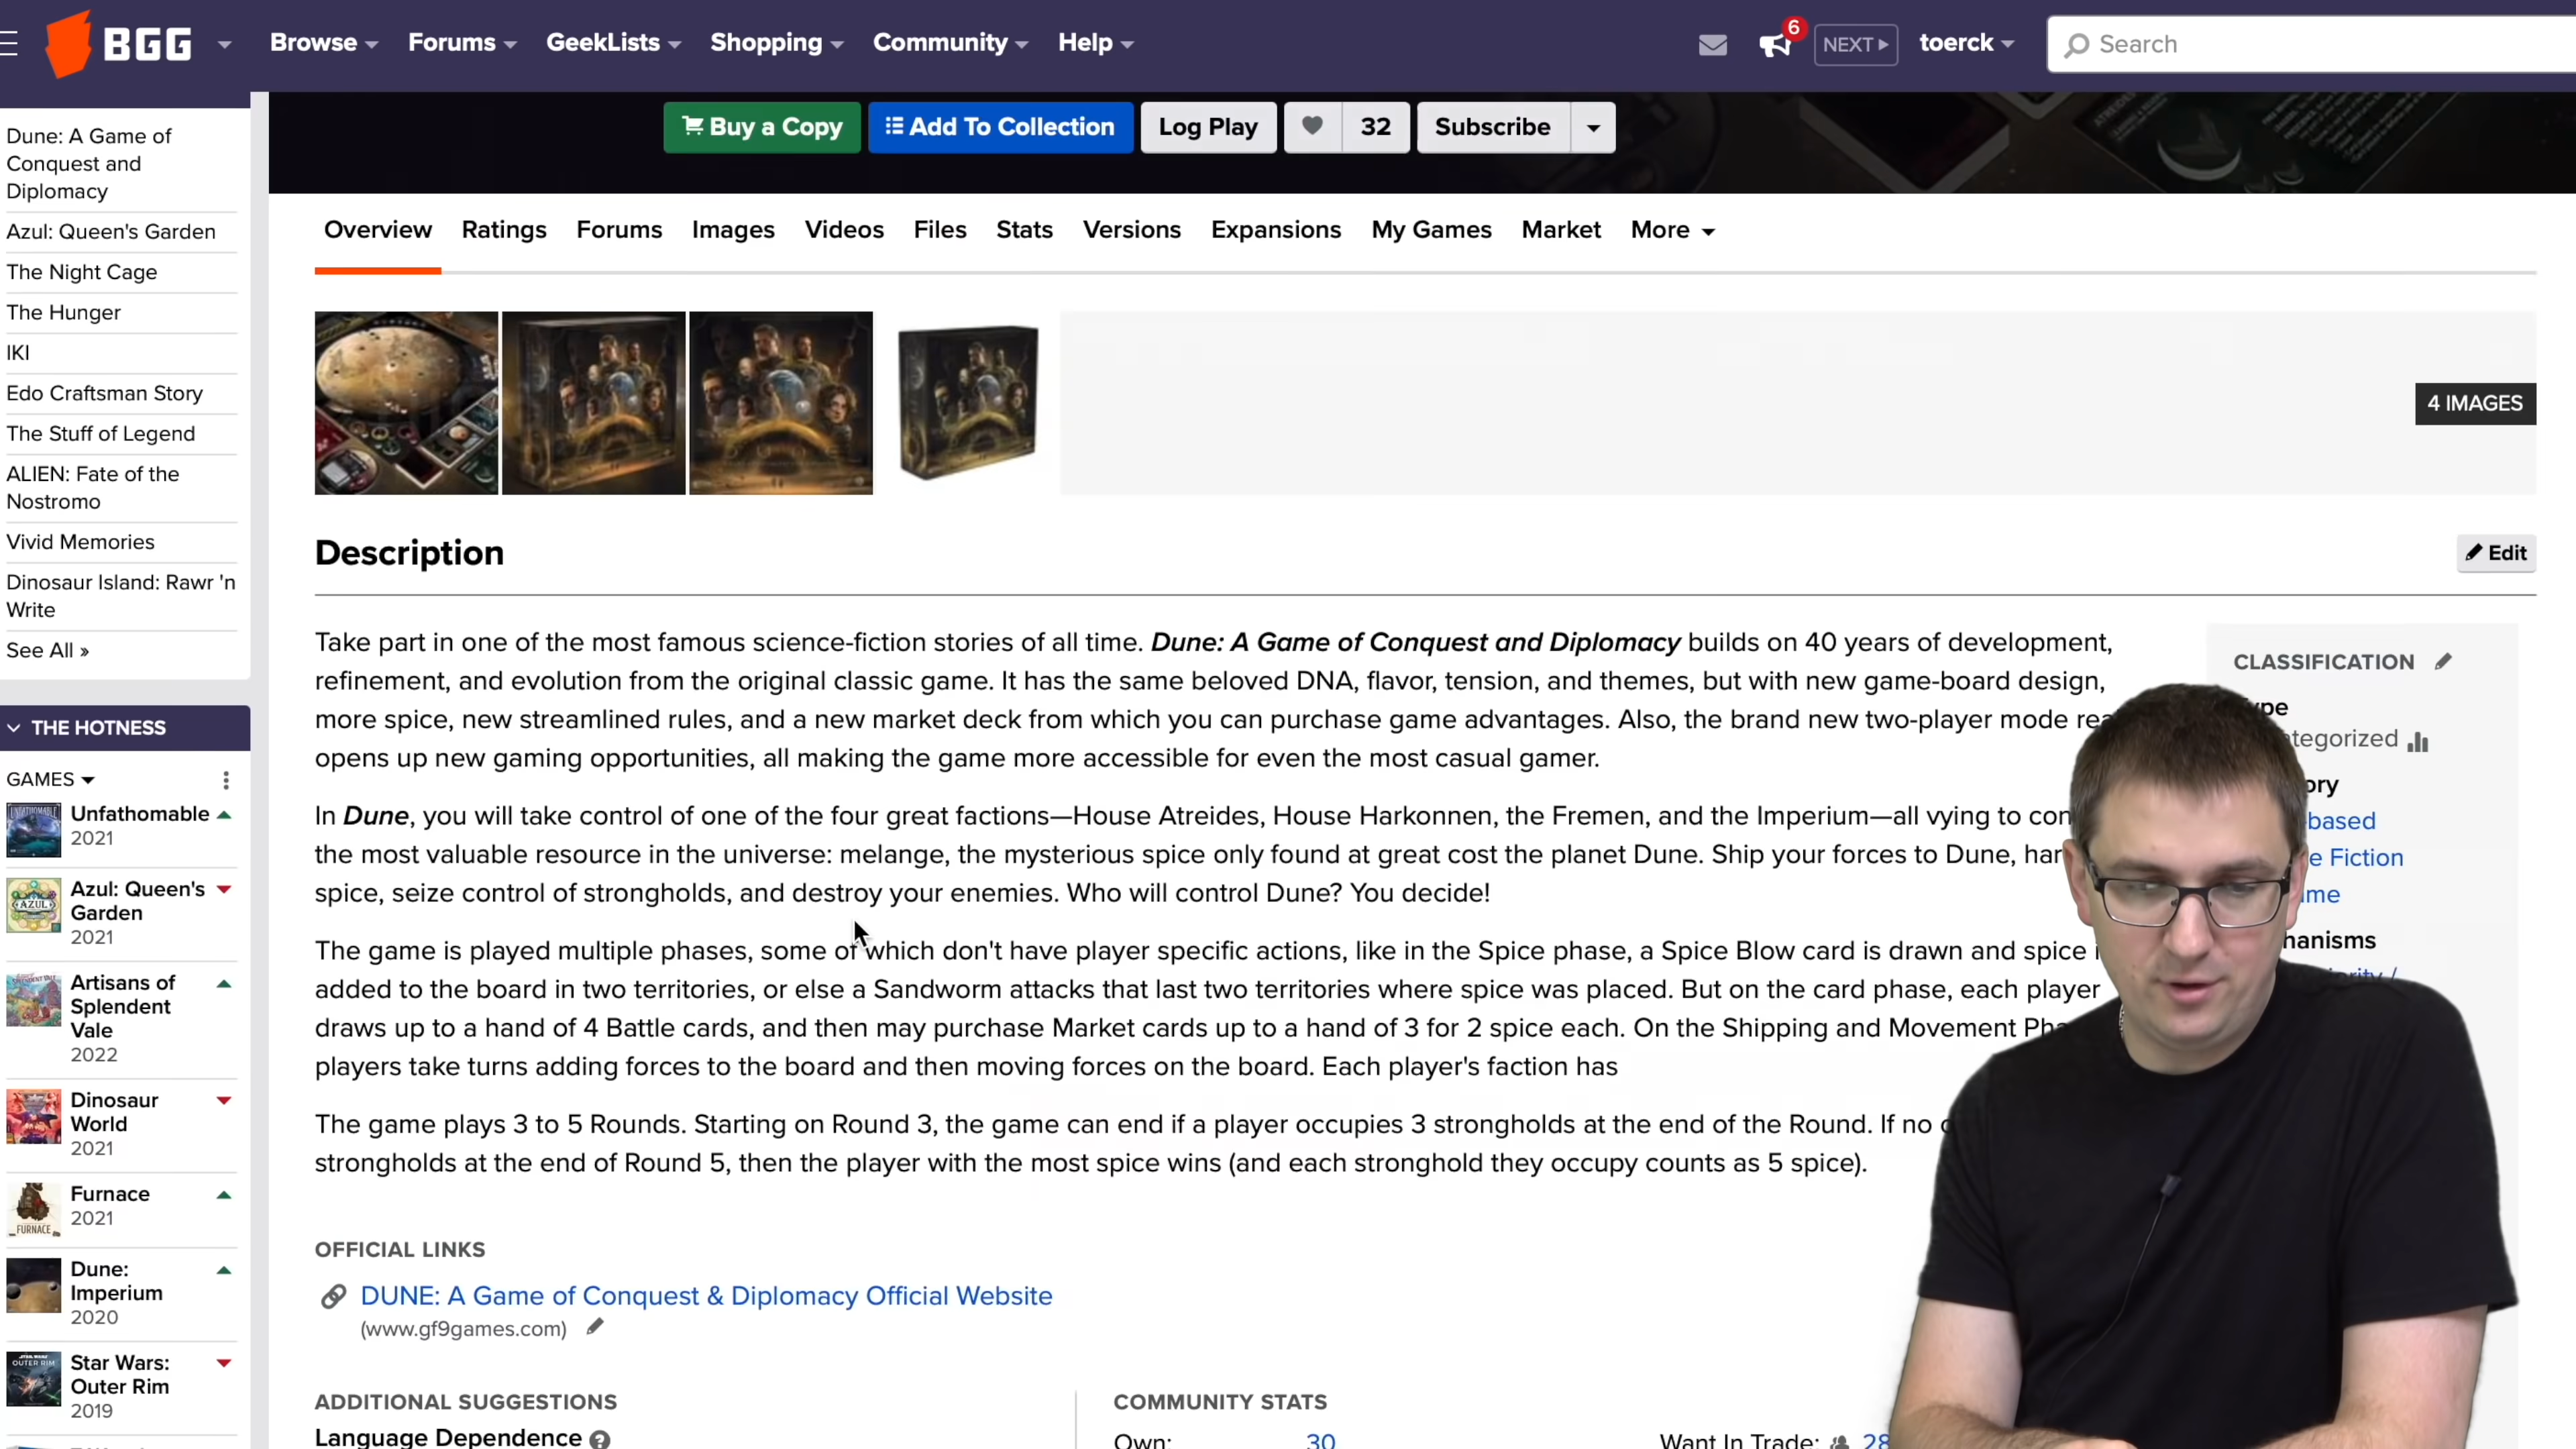 BGG
Browse
Forums
GeekLists
Shopping
Community
Help
6
NEXT
toerck
Search
Buy a Copy
Add To Collection
Log Play
32
Subscribe
Dune: A Game of
Conquest and
Diplomacy
Azul: Queen's Garden
The Night Cage
The Hunger
IKI
Edo Craftsman Story
The Stuff of Legend
ALIEN: Fate of the
Nostromo
Vivid Memories
Dinosaur Island: Rawr 'n
Write
See All »
THE HOTNESS
GAMES
Unfathomable
2021
Azul: Queen's
Garden
2021
AZUL
Artisans of
Splendent
Vale
2022
Dinosaur
World
2021
Furnace
2021
FURNACE
Dune:
Imperium
2020
Star Wars:
Outer Rim
2019
OUTER RIM
Overview
Ratings
Forums
Images
Videos
Files
Stats
Versions
Expansions
My Games
Market
More
4 IMAGES
Description
Edit
Take part in one of the most famous science-fiction stories of all time. Dune: A Game of Conquest and Diplomacy builds on 40 years of development,
refinement, and evolution from the original classic game. It has the same beloved DNA, flavor, tension, and themes, but with new game-board design,
more spice, new streamlined rules, and a new market deck from which you can purchase game advantages. Also, the brand new two-player mode
opens up new gaming opportunities, all making the game more accessible for even the most casual gamer.
In Dune, you will take control of one of the four great factions—House Atreides, House Harkonnen, the Fremen, and the Imperium—all vying to
the most valuable resource in the universe: melange, the mysterious spice only found at great cost the planet Dune. Ship your forces to Dune,
spice, seize control of strongholds, and destroy your enemies. Who will control Dune? You decide!
The game is played multiple phases, some of which don't have player specific actions, like in the Spice phase, a Spice Blow card is drawn and spice
added to the board in two territories, or else a Sandworm attacks that last two territories where spice was placed. But on the card phase, each player
draws up to a hand of 4 Battle cards, and then may purchase Market cards up to a hand of 3 for 2 spice each. On the Shipping and Movement
players take turns adding forces to the board and then moving forces on the board. Each player's faction has
The game plays 3 to 5 Rounds. Starting on Round 3, the game can end if a player occupies 3 strongholds at the end of the Round. If no
strongholds at the end of Round 5, then the player with the most spice wins (and each stronghold they occupy counts as 5 spice).
CLASSIFICATION
OFFICIAL LINKS
DUNE: A Game of Conquest & Diplomacy Official Website
(www.gf9games.com)
ADDITIONAL SUGGESTIONS
Language Dependence
COMMUNITY STATS
Own:
30
Want In Trade:
28